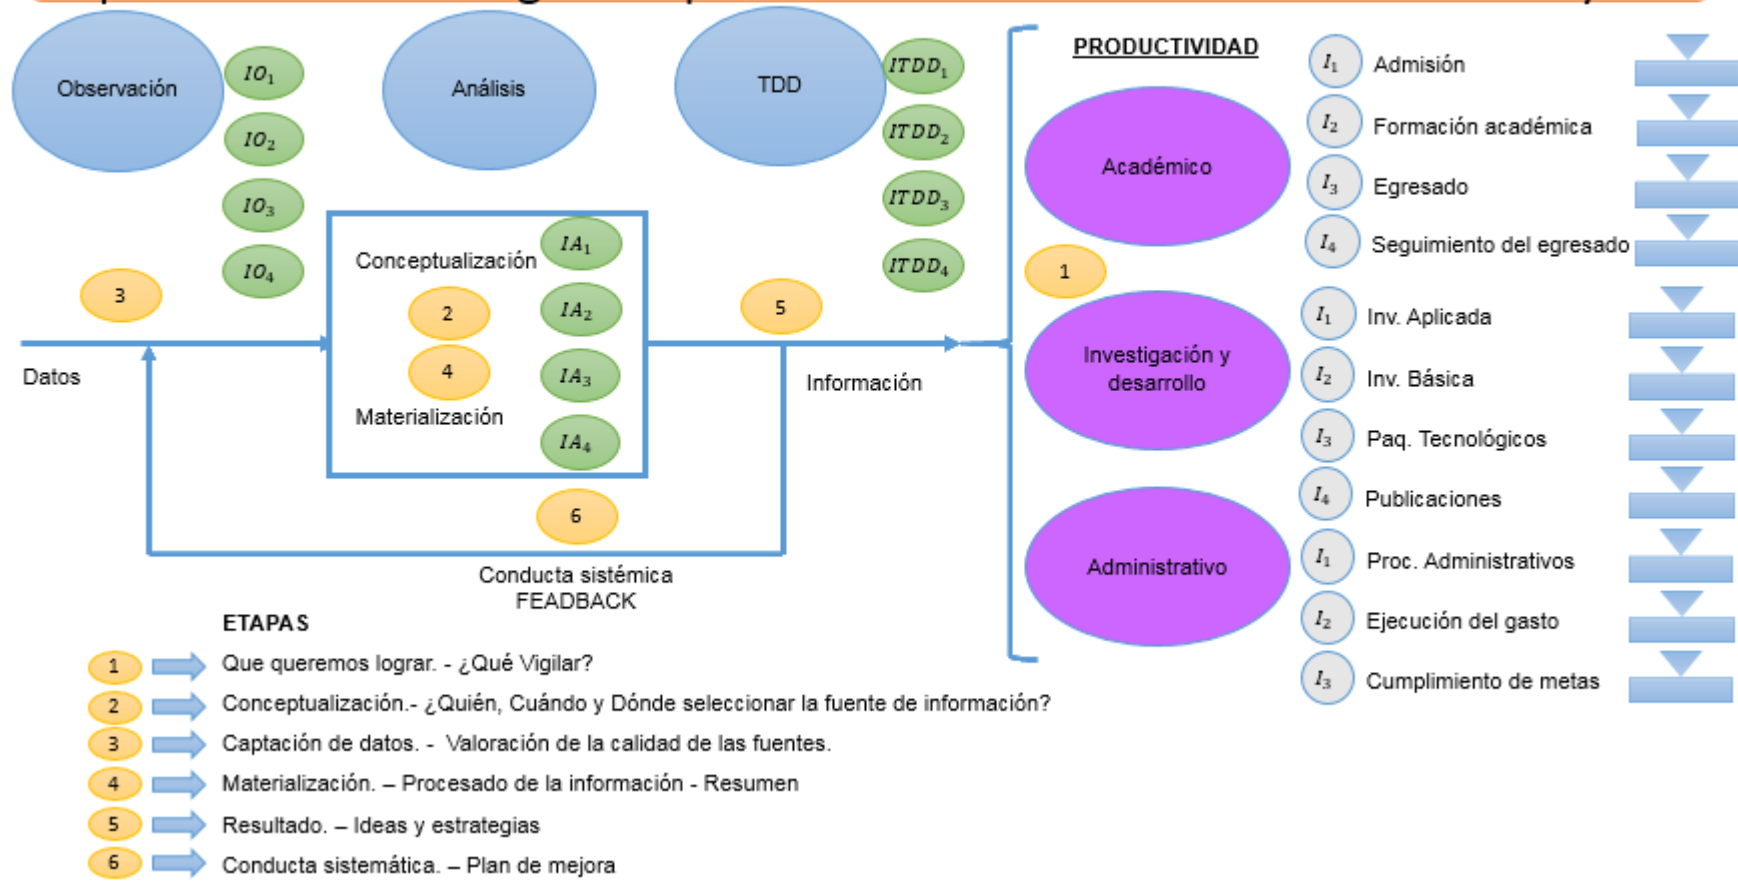 Observación
IO₁
IO₂
IO₃
IO₄
Análisis
TDD
ITDD₁
ITDD₂
ITDD₃
ITDD₄
3
Datos
Conceptualización
2
4
Materialización
IA₁
IA₂
IA₃
IA₄
5
Información
6
Conducta sistémica
FEADBACK
PRODUCTIVIDAD
Académico
1
Investigación y
desarrollo
Administrativo
I₁ Admisión
I₂ Formación académica
I₃ Egresado
I₄ Seguimiento del egresado
I₁ Inv. Aplicada
I₂ Inv. Básica
I₃ Paq. Tecnológicos
I₄ Publicaciones
I₁ Proc. Administrativos
I₂ Ejecución del gasto
I₃ Cumplimiento de metas
ETAPAS
1 Que queremos lograr. - ¿Qué Vigilar?
2 Conceptualización.- ¿Quién, Cuándo y Dónde seleccionar la fuente de información?
3 Captación de datos. - Valoración de la calidad de las fuentes.
4 Materialización. – Procesado de la información - Resumen
5 Resultado. – Ideas y estrategias
6 Conducta sistemática. – Plan de mejora